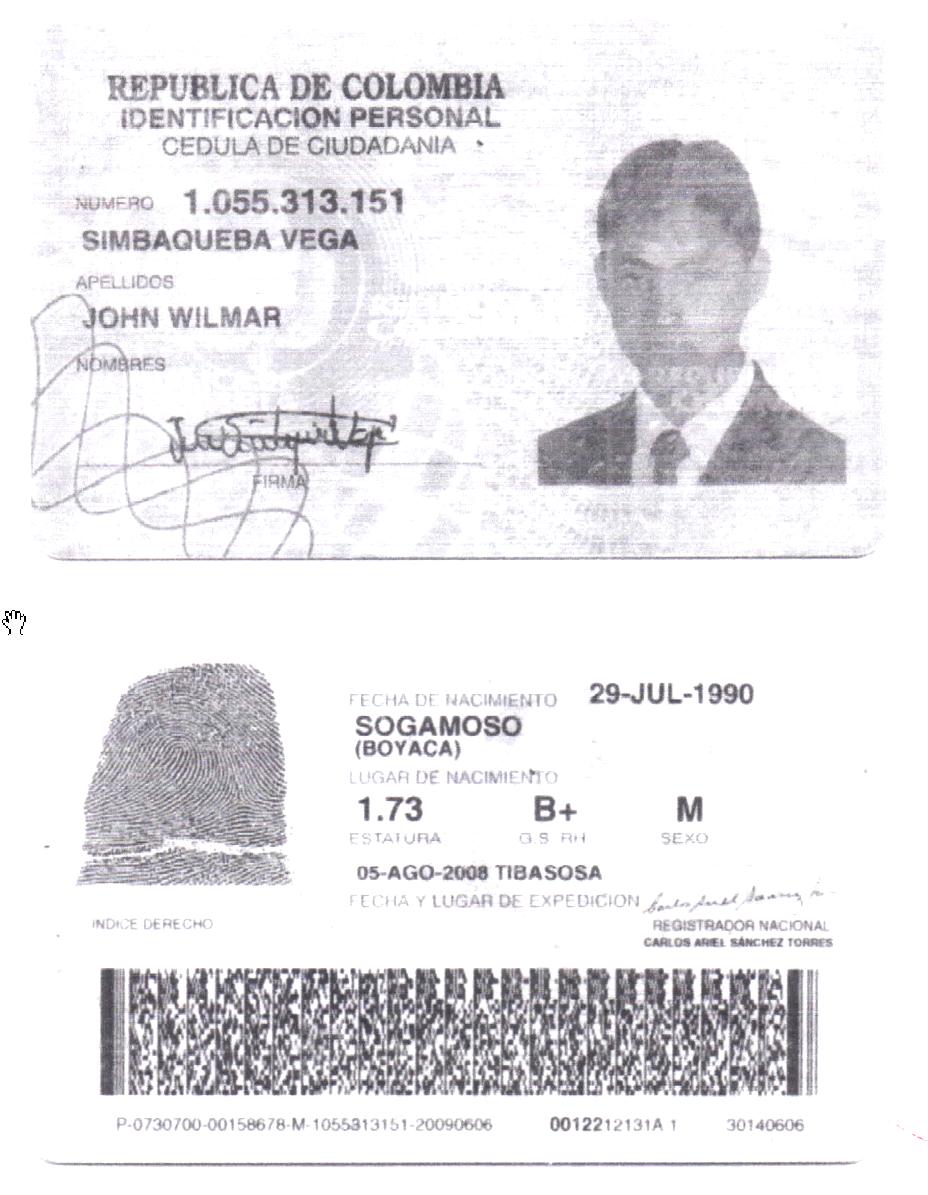 REPUBLICA DE COLOMBIA
IDENTIFICACION PERSONAL
CEDULA DE CIUDADANIA
NUMERO 1.055.313.151
SIMBAQUEBA VEGA
APELLIDOS
JOHN WILMAR
NOMBRES
FIRMA
FECHA DE NACIMIENTO 29-JUL-1990
SOGAMOSO
(BOYACA)
LUGAR DE NACIMIENTO
1.73 B+ M
ESTATURA G.S. RH SEXO
05-AGO-2008 TIBASOSA
FECHA Y LUGAR DE EXPEDICION
INDICE DERECHO
REGISTRADOR NACIONAL
CARLOS ARIEL SÁNCHEZ TORRES
P-0730700-00158678-M-1055313151-20090606 0012212131A 1 30140606